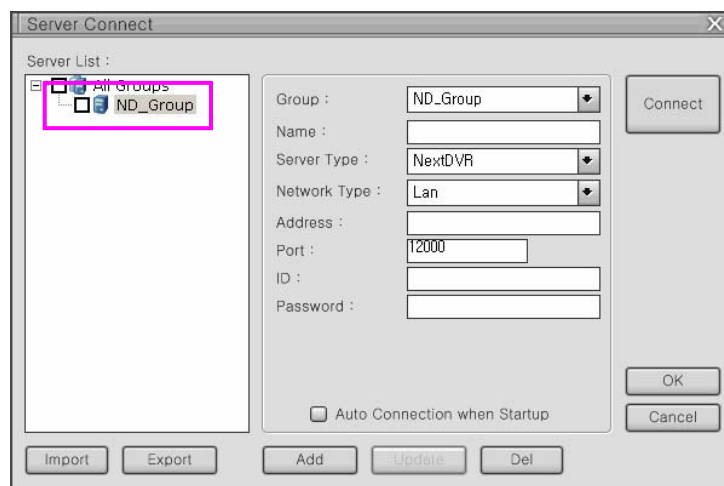 Server Connect
Server List :
All Groups
ND_Group
Group : ND_Group
Name :
Server Type : NextDVR
Network Type : Lan
Address :
Port : 12000
ID :
Password :
Auto Connection when Startup
Connect
OK
Cancel
Import
Export
Add
Update
Del